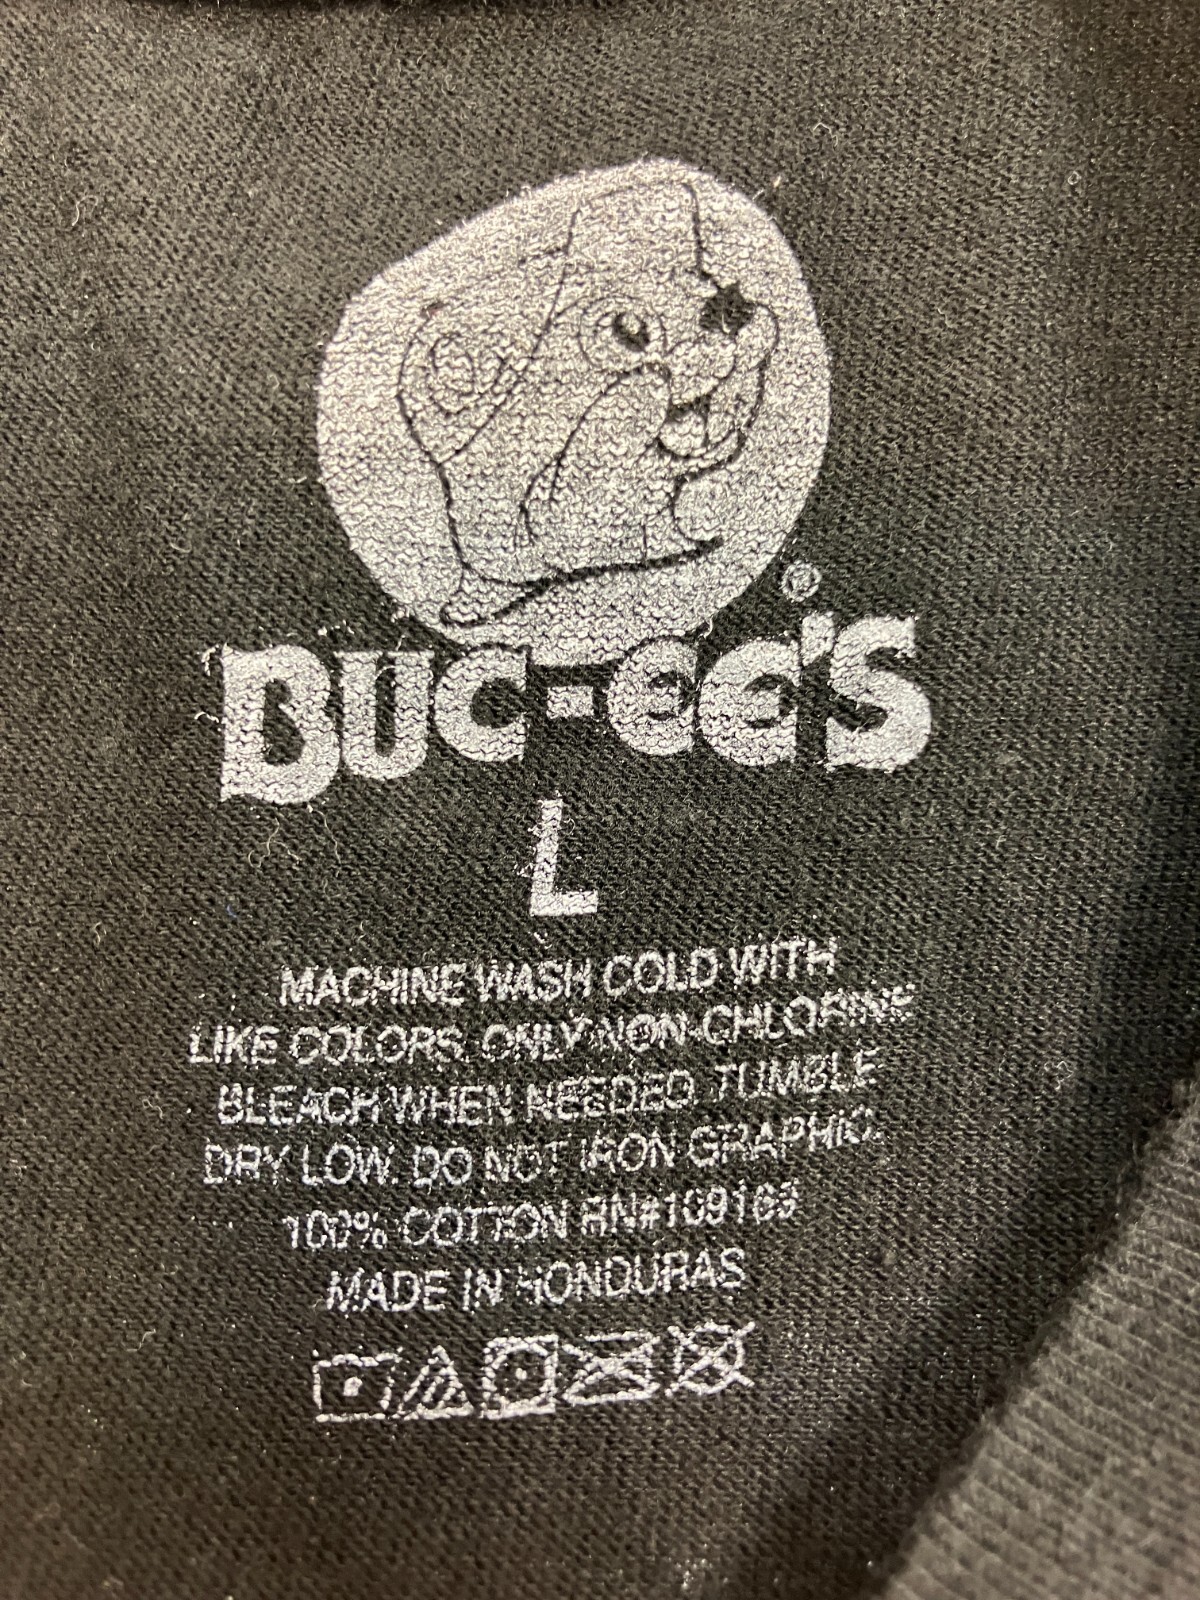 ®
BUC-EE'S
L
MACHINE WASH COLD WITH
LIKE COLORS. ONLY NON-CHLORINE
BLEACH WHEN NEEDED. TUMBLE
DRY LOW. DO NOT IRON GRAPHIC.
100% COTTON RN#109169
MADE IN HONDURAS